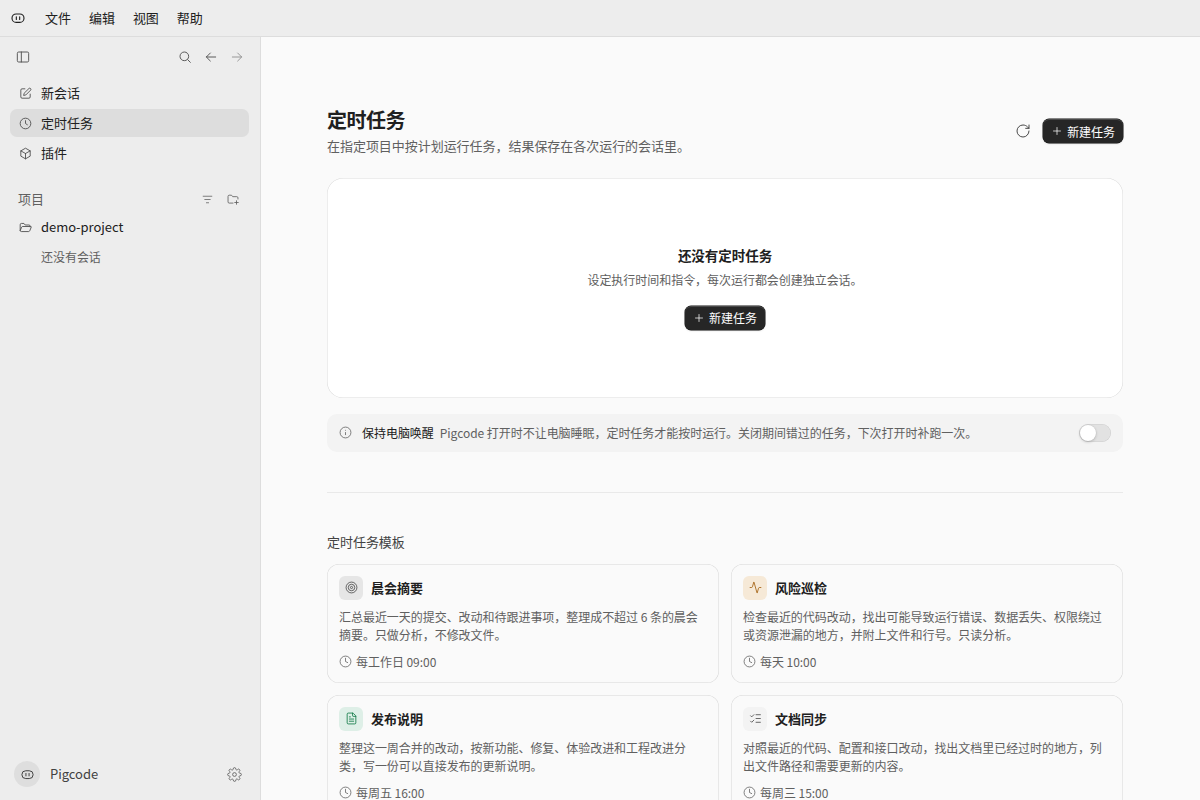 文件 编辑 视图 帮助
新会话
定时任务
插件
项目
demo-project
还没有会话
Pigcode
定时任务
在指定项目中按计划运行任务，结果保存在各次运行的会话里。
新建任务
还没有定时任务
设定执行时间和指令，每次运行都会创建独立会话。
新建任务
保持电脑唤醒 Pigcode 打开时不让电脑睡眠，定时任务才能按时运行。关闭期间错过的任务，下次打开时补跑一次。
定时任务模板
晨会摘要
汇总最近一天的提交、改动和待跟进事项，整理成不超过 6 条的晨会
摘要。只做分析，不修改文件。
每工作日 09:00
风险巡检
检查最近的代码改动，找出可能导致运行错误、数据丢失、权限绕过
或资源泄漏的地方，并附上文件和行号。只读分析。
每天 10:00
发布说明
整理这一周合并的改动，按新功能、修复、体验改进和工程改进分
类，写一份可以直接发布的更新说明。
每周五 16:00
文档同步
对照最近的代码、配置和接口改动，找出文档里已经过时的地方，列
出文件路径和需要更新的内容。
每周三 15:00